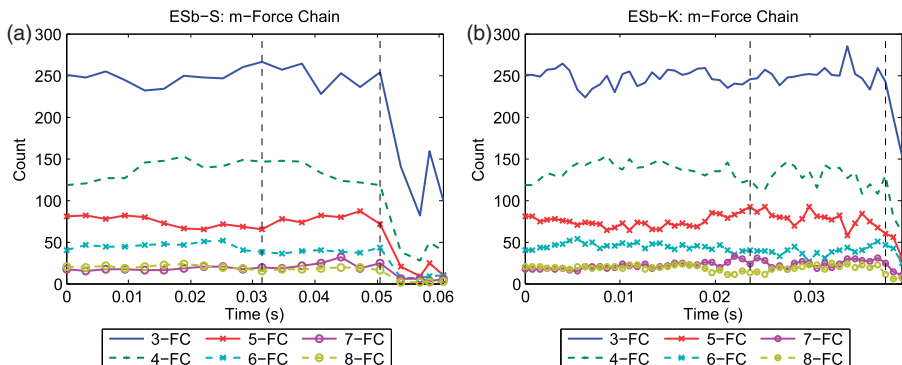 (a)
ESb-S: m-Force Chain
300
250
200
150
100
50
0
Count
0 0.01 0.02 0.03 0.04 0.05 0.06
Time (s)
3-FC 5-FC 7-FC
4-FC 6-FC 8-FC
(b)
ESb-K: m-Force Chain
300
250
200
150
100
50
0
Count
0 0.01 0.02 0.03
Time (s)
3-FC 5-FC 7-FC
4-FC 6-FC 8-FC